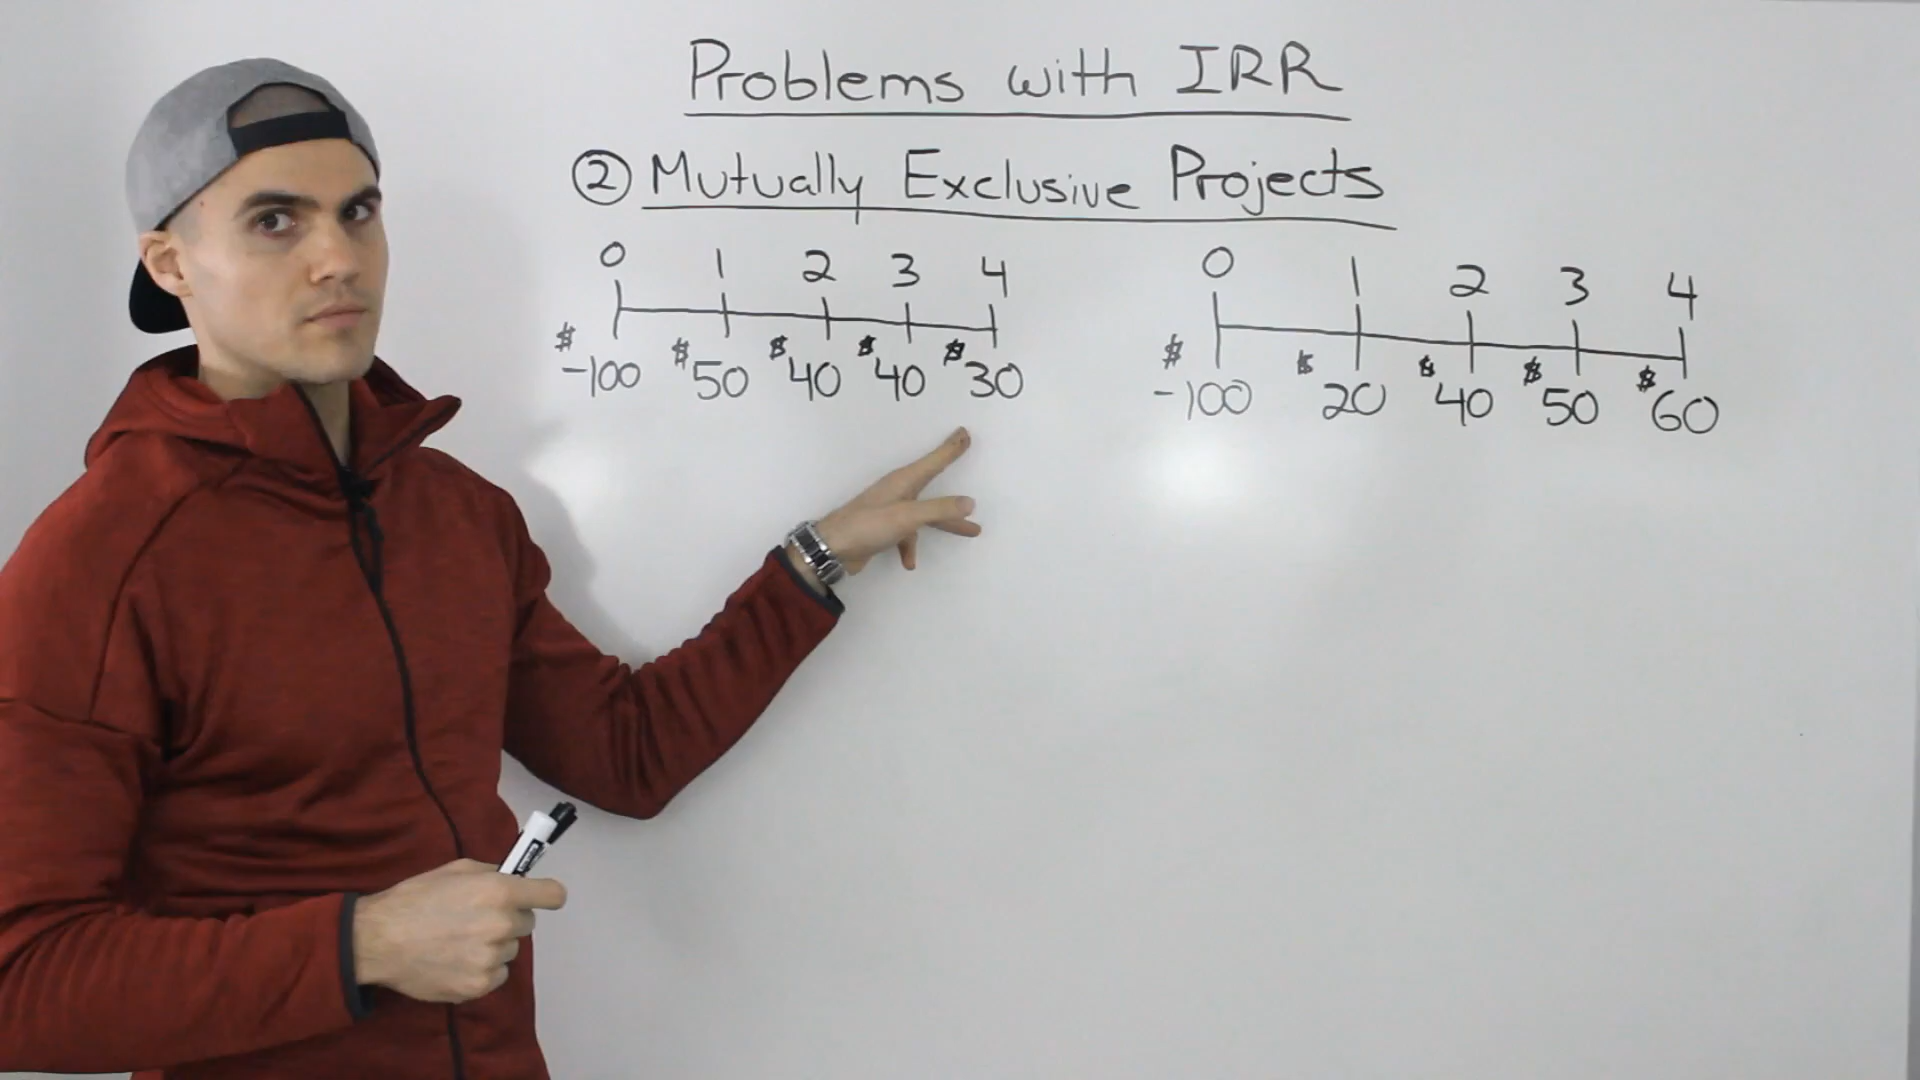 Problems with IRR
② Mutually Exclusive Projects
0 1 2 3 4
$-100 $50 $40 $40 $30
0 1 2 3 4
$-100 $20 $40 $50 $60